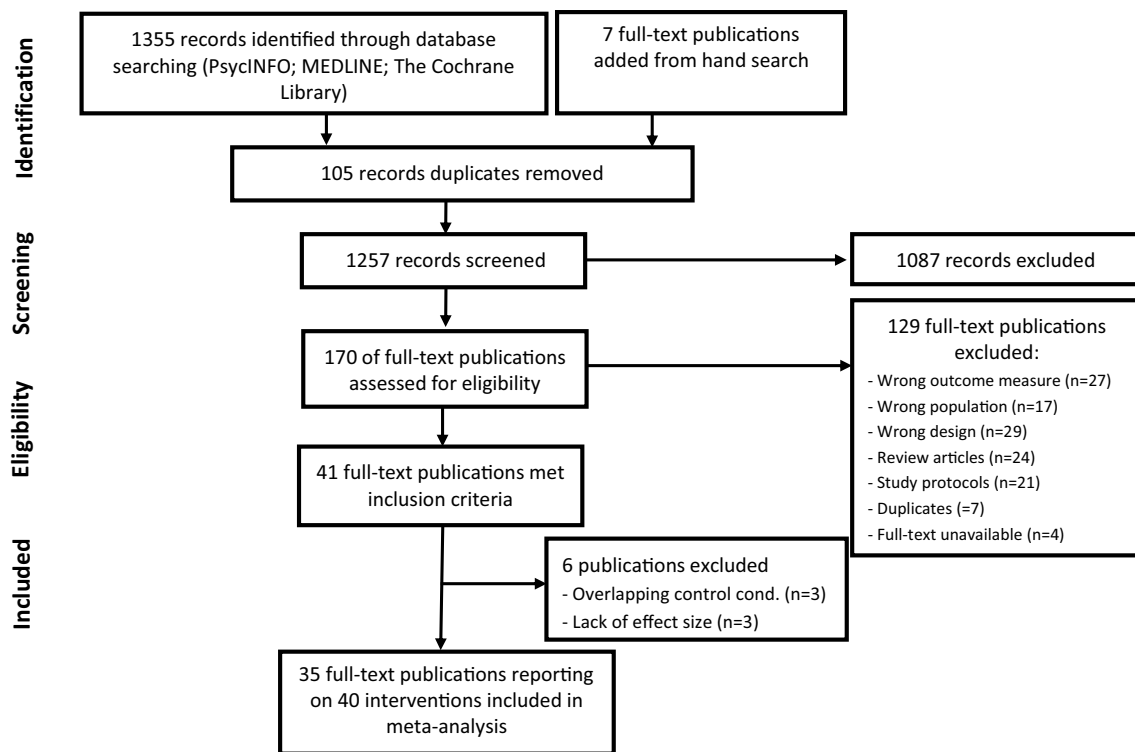 Identification
1355 records identified through database
searching (PsycINFO; MEDLINE; The Cochrane
Library)
7 full-text publications
added from hand search
105 records duplicates removed
Screening
1257 records screened
1087 records excluded
Eligibility
170 of full-text publications
assessed for eligibility
129 full-text publications
excluded:
- Wrong outcome measure (n=27)
- Wrong population (n=17)
- Wrong design (n=29)
- Review articles (n=24)
- Study protocols (n=21)
- Duplicates (=7)
- Full-text unavailable (n=4)
41 full-text publications met
inclusion criteria
Included
6 publications excluded
- Overlapping control cond. (n=3)
- Lack of effect size (n=3)
35 full-text publications reporting
on 40 interventions included in
meta-analysis